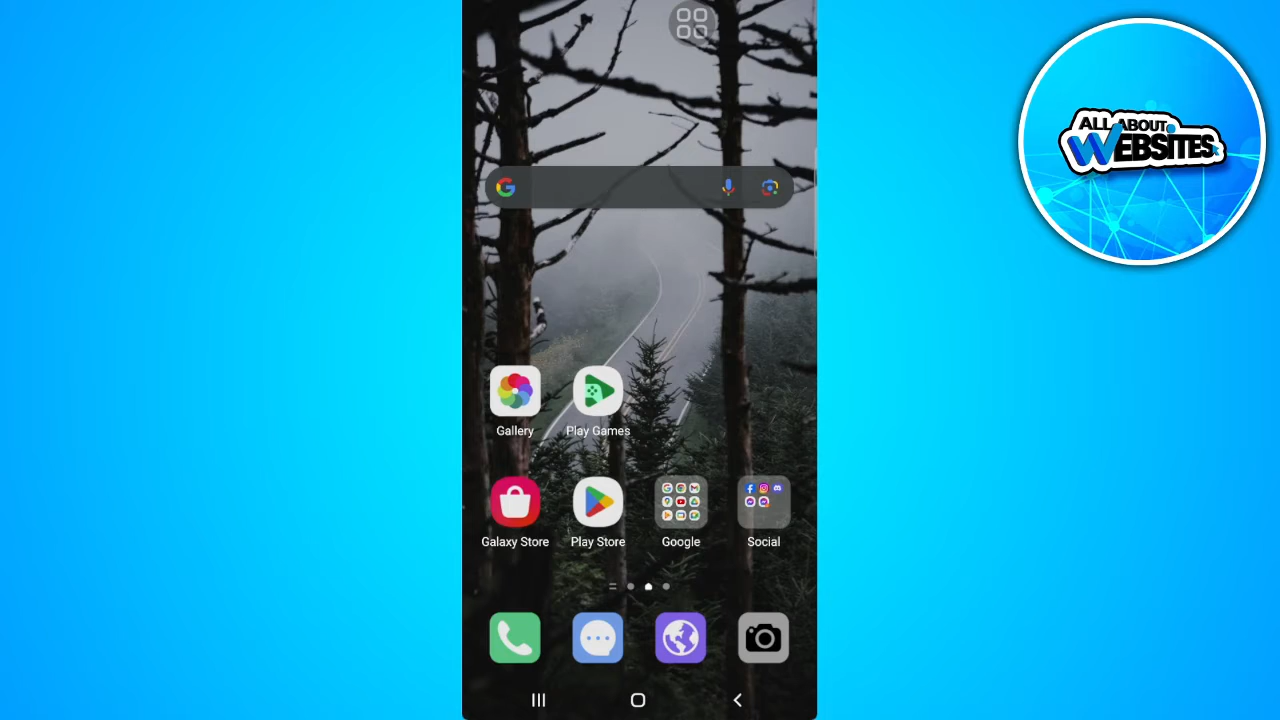 ALL ABOUT
WEBSITES
Gallery
Play Games
Galaxy Store
Play Store
Google
Social